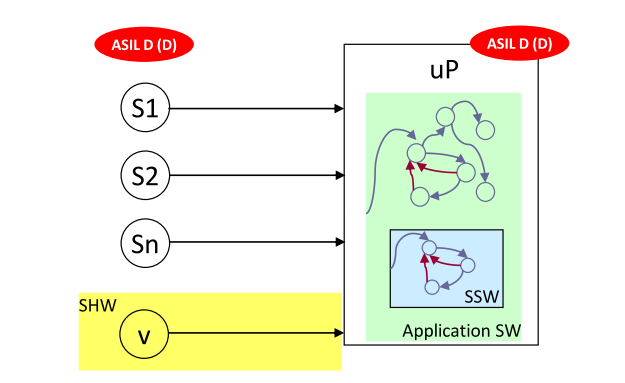 ASIL D (D)
ASIL D (D)
uP
S1
S2
Sn
SHW
v
SSW
Application SW